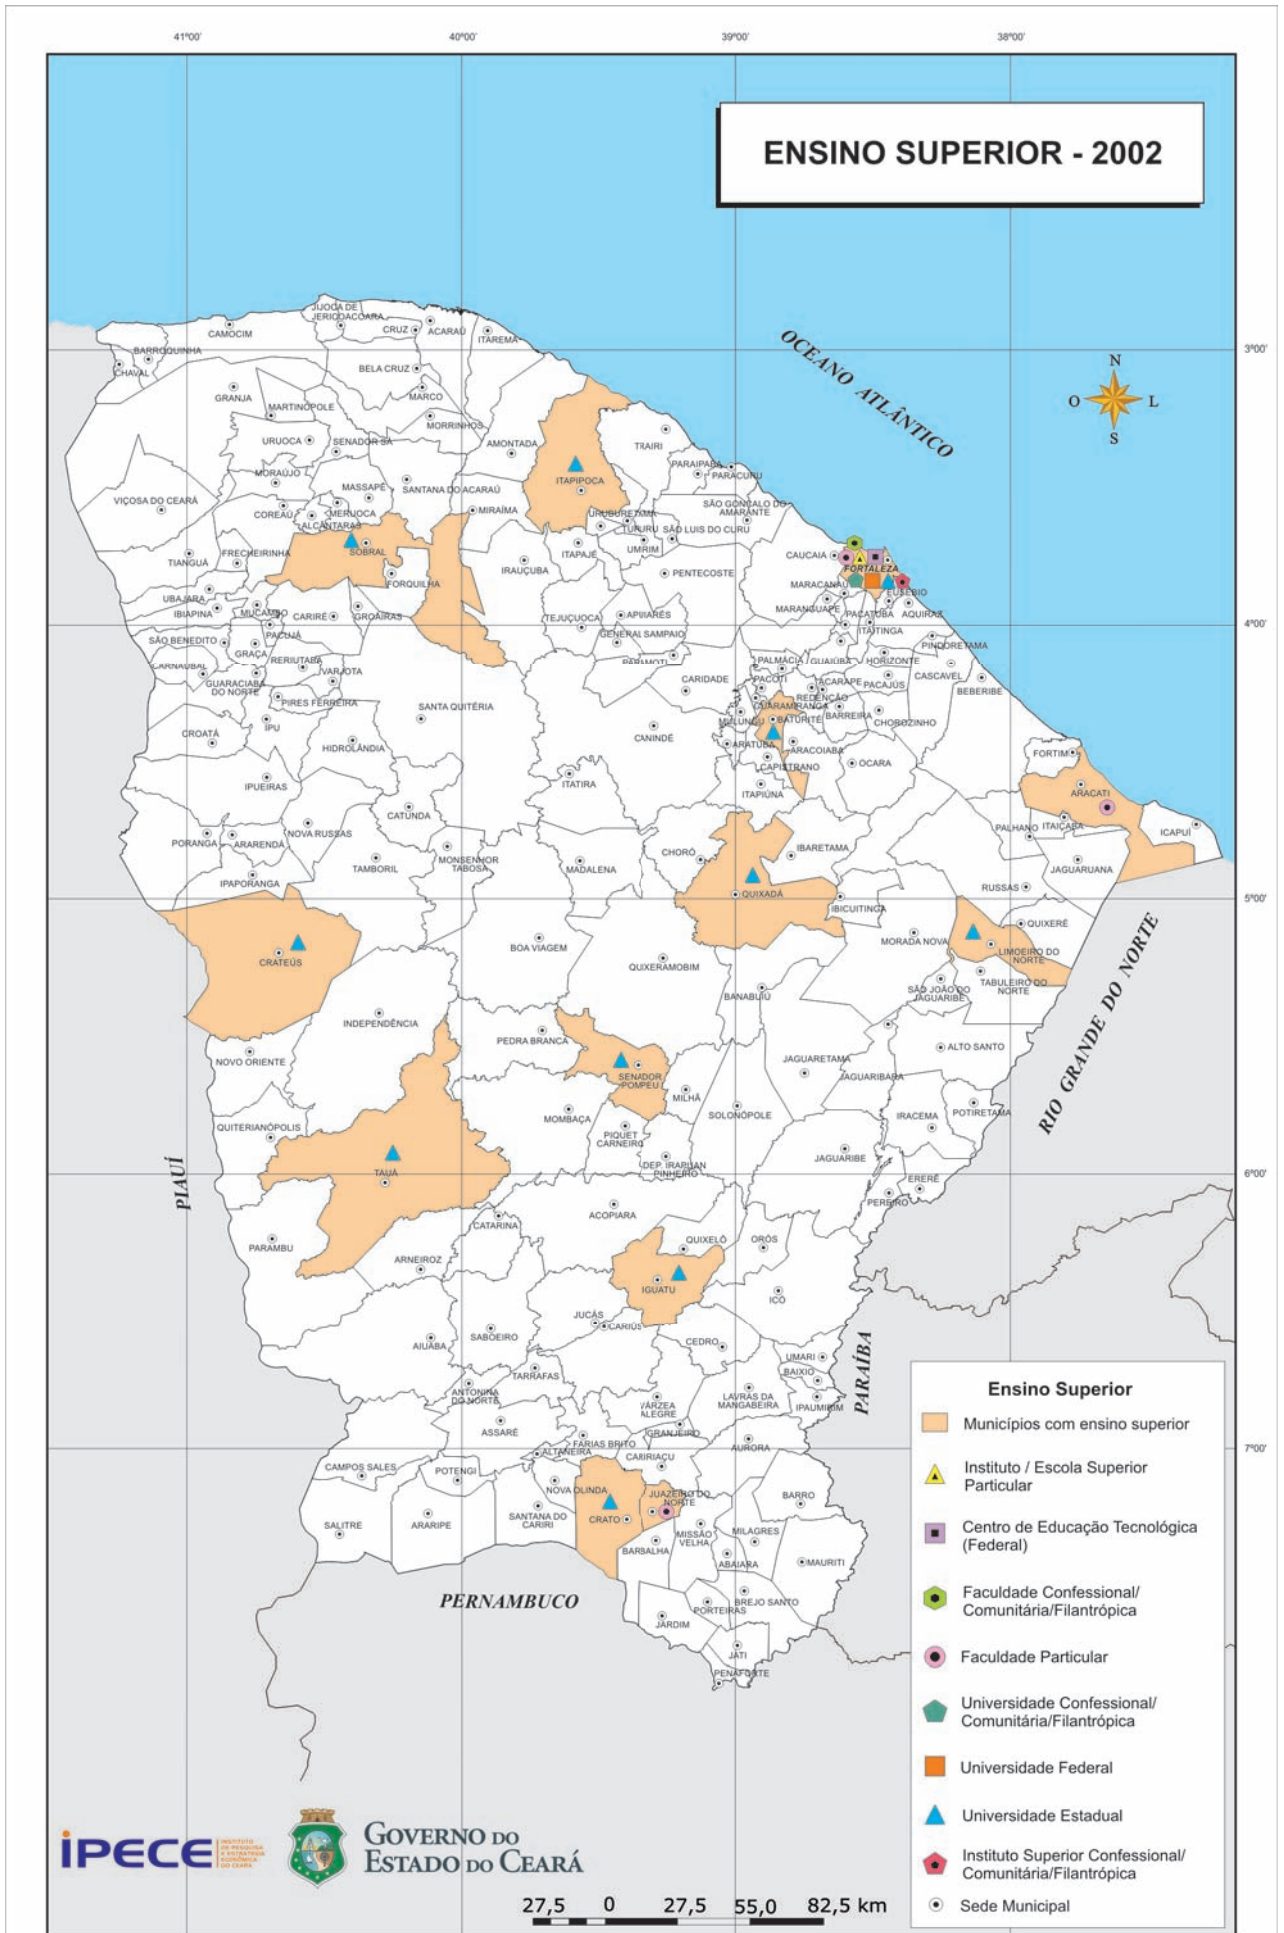 41°00'
40°00'
39°00'
38°00'
ENSINO SUPERIOR - 2002
OCEANO ATLÂNTICO
N
O
L
S
3°00'
4°00'
5°00'
6°00'
7°00'
JIJOCA DE
JERICOACOARA
CAMOCIM
CRUZ
ACARAÚ
ITAREMA
BARROQUINHA
CHAVAL
BELA CRUZ
GRANJA
MARCO
MARTINÓPOLE
MORRINHOS
URUOCA
SENADOR SÁ
AMONTADA
TRAIRI
PARAIPABA
PARACURU
MORAÚJO
MASSAPÊ
SANTANA DO ACARAÚ
ITAPIPOCA
VIÇOSA DO CEARÁ
COREAÚ
MERUOCA
ALCÂNTARAS
MIRAÍMA
URUBURETAMA
TURURU
SÃO GONÇALO DO
AMARANTE
SÃO LUIS DO CURU
TIANGUÁ
FRECHEIRINHA
SOBRAL
FORQUILHA
IRAUÇUBA
ITAPAJÉ
UMRIM
PENTECOSTE
CAUCAIA
FORTALEZA
MARACANAÚ
EUSÉBIO
UBAJARA
IBIAPINA
MUCAMBO
CARIRÉ
GROAÍRAS
TEJUÇUOCA
APUIARÉS
MARANGUAPE
PACATUBA
AQUIRAZ
ITAITINGA
PACUJÁ
SÃO BENEDITO
GRAÇA
GENERAL SAMPAIO
PARAMOTI
PINDORETAMA
CARNAUBAL
RERIUTABA
VARJOTA
GUARACIABA
DO NORTE
PALMÁCIA
GUAIÚBA
HORIZONTE
CASCAVEL
PIRES FERREIRA
CARIDADE
PACOTI
ACARAPE
PACAJÚS
BEBERIBE
REDENÇÃO
GUARAMIRANGA
CROATÁ
IPU
SANTA QUITÉRIA
CANINDÉ
MULUNGU
BATURITÉ
BARREIRA
CHOROZINHO
HIDROLÂNDIA
ARATUBA
ARACOIABA
OCARA
FORTIM
CAPISTRANO
IPUEIRAS
ITATIRA
ITAPIÚNA
ARACATI
CATUNDA
PORANGA
ARARENDÁ
NOVA RUSSAS
PALHANO
ITAIÇABA
ICAPUÍ
TAMBORIL
MONSENHOR
TABOSA
MADALENA
CHORÓ
IBARETAMA
JAGUARUANA
IPAPORANGA
QUIXADÁ
RUSSAS
IBICUITINGA
QUIXERÉ
CRATEÚS
BOA VIAGEM
QUIXERAMOBIM
MORADA NOVA
LIMOEIRO DO
NORTE
BANABUIÚ
SÃO JOÃO DO
JAGUARIBE
TABULEIRO DO
NORTE
INDEPENDÊNCIA
PEDRA BRANCA
NOVO ORIENTE
ALTO SANTO
SENADOR
POMPEU
JAGUARETAMA
JAGUARIBARA
MILHÃ
SOLONÓPOLE
QUITERIANÓPOLIS
MOMBAÇA
PIQUET
CARNEIRO
IRACEMA
POTIRETAMA
TAUÁ
DEP. IRAPUAN
PINHEIRO
JAGUARIBE
ERERÊ
PEREIRO
ACOPIARA
CATARINA
PARAMBU
ARNEIROZ
QUIXELÔ
ORÓS
IGUATU
ICÓ
JUCÁS
CARIÚS
AIUABA
SABOEIRO
CEDRO
UMARI
BAIXIO
TARRAFAS
ANTONINA
DO NORTE
VÁRZEA
ALEGRE
LAVRAS DA
MANGABEIRA
IPAUMIRIM
ASSARÉ
GRANJEIRO
FARIAS BRITO
ALTANEIRA
AURORA
CAMPOS SALES
POTENGI
CARIRIAÇU
NOVA OLINDA
JUAZEIRO DO
NORTE
BARRO
SALITRE
ARARIPE
SANTANA DO
CARIRI
CRATO
MISSÃO
VELHA
MILAGRES
BARBALHA
ABAIARA
MAURITI
BREJO SANTO
PORTEIRAS
JARDIM
JATI
PENAFORTE
PIAUÍ
RIO GRANDE DO NORTE
PARAÍBA
PERNAMBUCO
Ensino Superior
Municípios com ensino superior
Instituto / Escola Superior
Particular
Centro de Educação Tecnológica
(Federal)
Faculdade Confessional/
Comunitária/Filantrópica
Faculdade Particular
Universidade Confessional/
Comunitária/Filantrópica
Universidade Federal
Universidade Estadual
Instituto Superior Confessional/
Comunitária/Filantrópica
Sede Municipal
IPECE
INSTITUTO
DE PESQUISA
E ESTRATÉGIA
ECONÔMICA
DO CEARÁ
GOVERNO DO
ESTADO DO CEARÁ
27,5 0 27,5 55,0 82,5 km